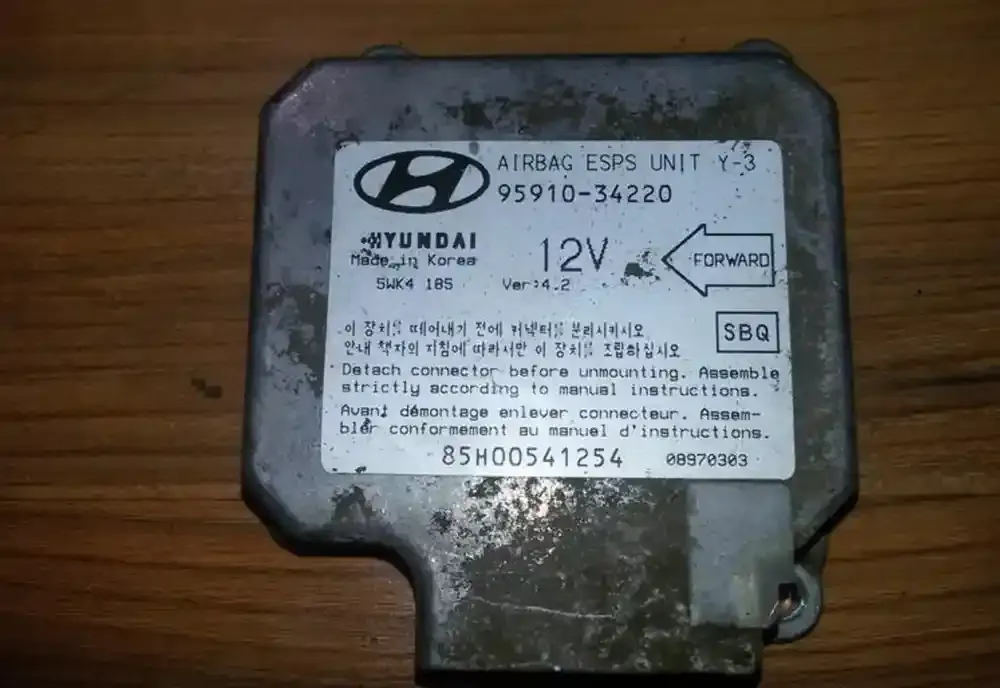 AIRBAG ESPS UNIT Y-3
95910-34220
HYUNDAI
Made in Korea
12V
FORWARD
5WK4 185
Ver:4.2
SBQ
이 장치를 떼어내기 전에 커넥터를 분리시키시오
안내 책자의 지침에 따라서만 이 장치를 조립하십시오
Detach connector before unmounting. Assemble
strictly according to manual instructions.
Avant démontage enlever connecteur. Assem-
bler conformement au manuel d'instructions.
85H00541254
08970303